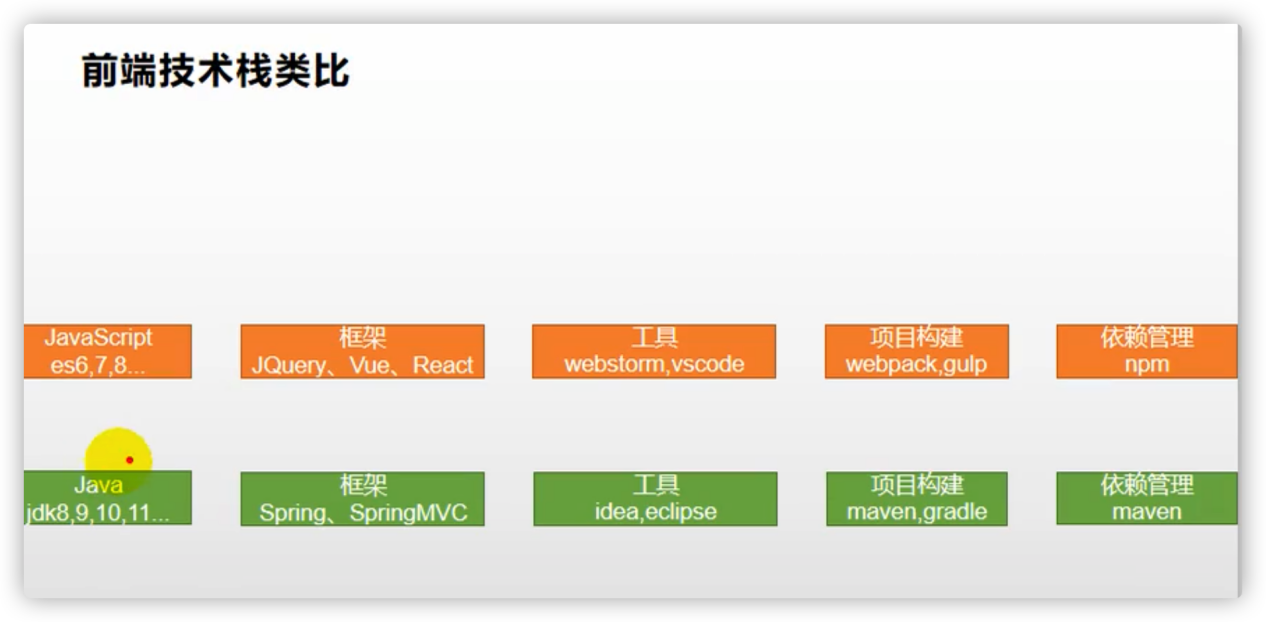 前端技术栈类比
JavaScript
es6,7,8...
框架
JQuery、Vue、React
工具
webstorm,vscode
项目构建
webpack,gulp
依赖管理
npm
Java
jdk8,9,10,11...
框架
Spring、SpringMVC
工具
idea,eclipse
项目构建
maven,gradle
依赖管理
maven